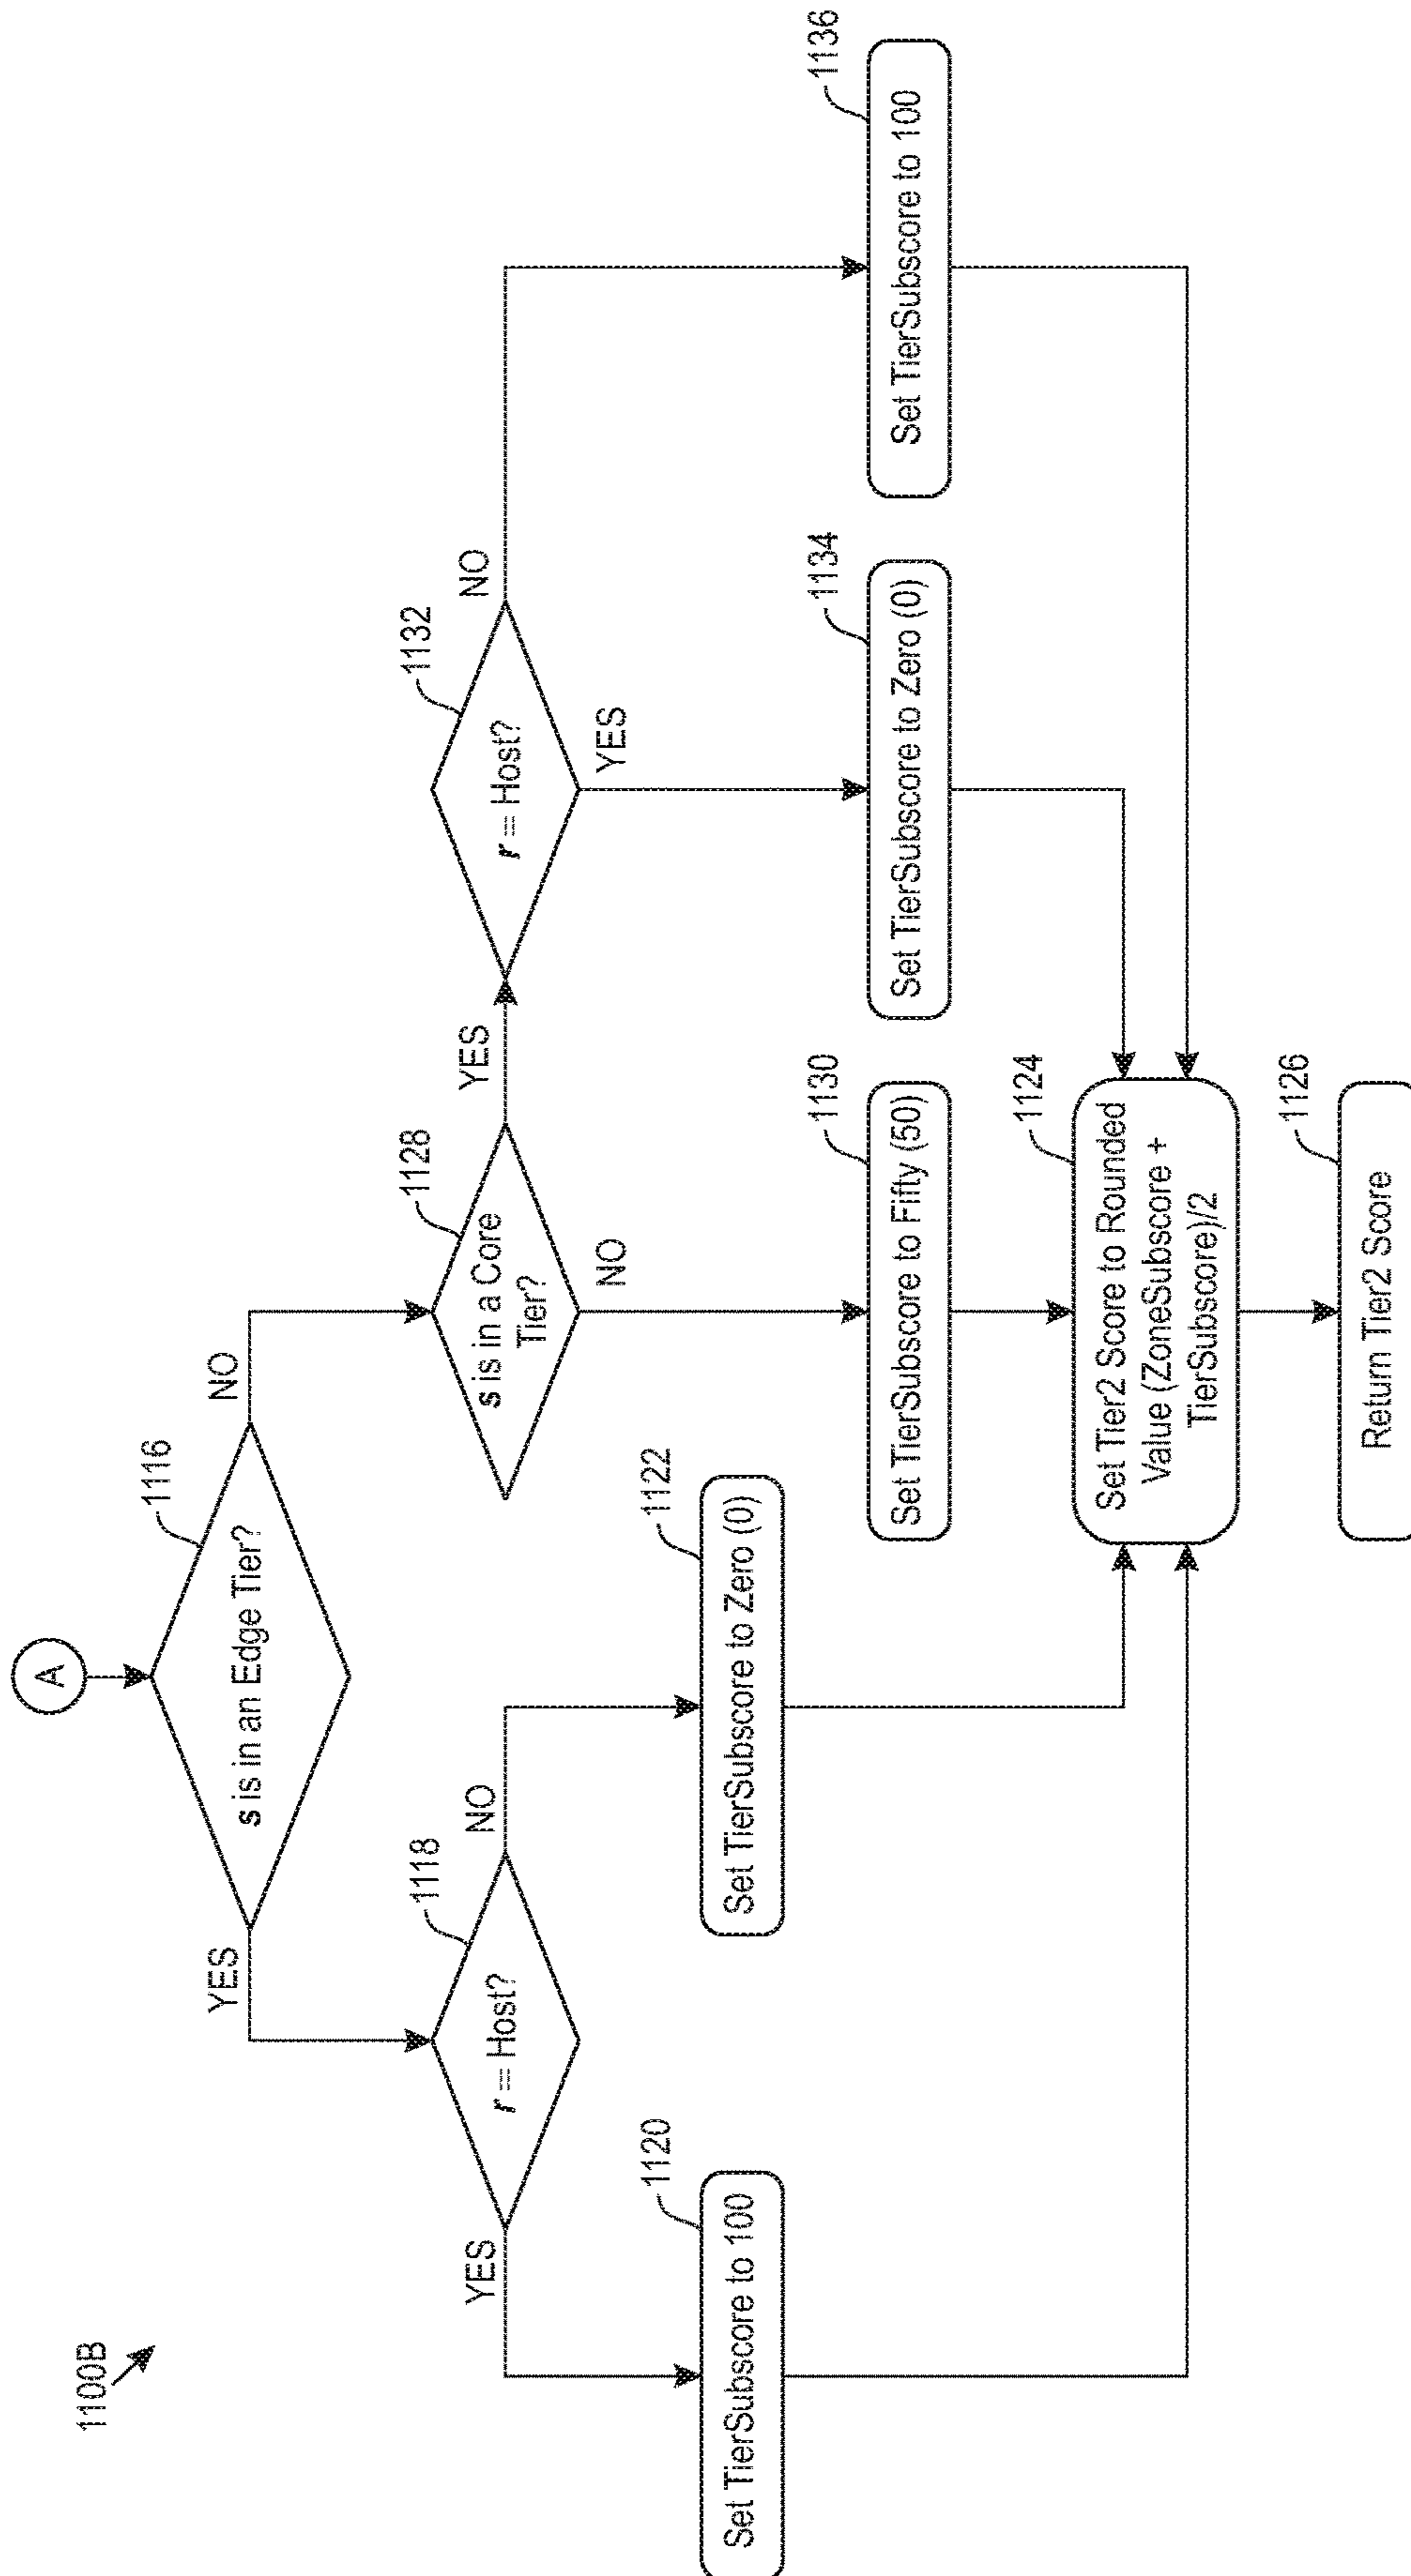 1100B
A
s is in an Edge Tier?
1116
YES
NO
r = Host?
1118
YES
NO
s is in a Core
Tier?
1128
YES
NO
r = Host?
1132
NO
YES
Set TierSubscore to 100
1120
Set TierSubscore to Zero (0)
1122
Set TierSubscore to Fifty (50)
1130
Set TierSubscore to Zero (0)
1134
Set TierSubscore to 100
1136
Set Tier2 Score to Rounded
Value (ZoneSubscore +
TierSubscore)/2
1124
Return Tier2 Score
1126